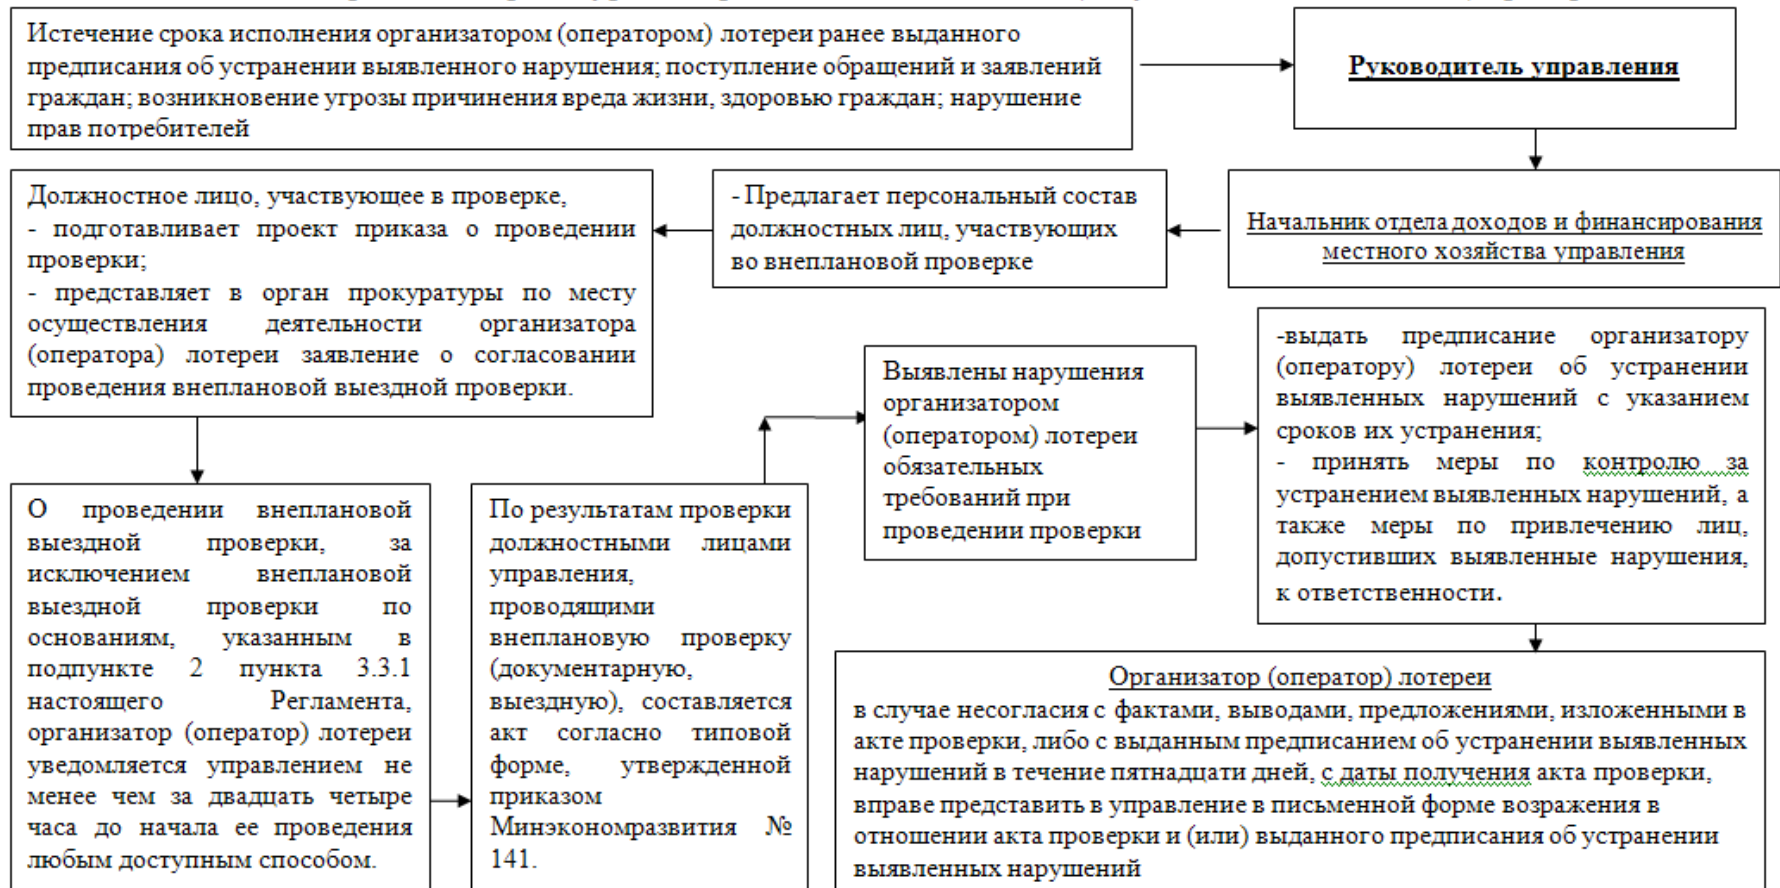 Истечение срока исполнения организатором (оператором) лотереи ранее выданного
предписания об устранении выявленного нарушения; поступление обращений и заявлений
граждан; возникновение угрозы причинения вреда жизни, здоровью граждан; нарушение
прав потребителей
Руководитель управления
Начальник отдела доходов и финансирования
местного хозяйства управления
- Предлагает персональный состав
должностных лиц, участвующих
во внеплановой проверке
Должностное лицо, участвующее в проверке,
- подготавливает проект приказа о проведении
проверки;
- представляет в орган прокуратуры по месту
осуществления деятельности организатора
(оператора) лотереи заявление о согласовании
проведения внеплановой выездной проверки.
О проведении внеплановой
выездной проверки, за
исключением внеплановой
выездной проверки по
основаниям, указанным в
подпункте 2 пункта 3.3.1
настоящего Регламента,
организатор (оператор) лотереи
уведомляется управлением не
менее чем за двадцать четыре
часа до начала ее проведения
любым доступным способом.
По результатам проверки
должностными лицами
управления,
проводящими
внеплановую проверку
(документарную,
выездную), составляется
акт согласно типовой
форме, утвержденной
приказом
Минэкономразвития №
141.
Выявлены нарушения
организатором
(оператором) лотереи
обязательных
требований при
проведении проверки
-выдать предписание организатору
(оператору) лотереи об устранении
выявленных нарушений с указанием
сроков их устранения;
- принять меры по контролю за
устранением выявленных нарушений, а
также меры по привлечению лиц,
допустивших выявленные нарушения,
к ответственности.
Организатор (оператор) лотереи
в случае несогласия с фактами, выводами, предложениями, изложенными в
акте проверки, либо с выданным предписанием об устранении выявленных
нарушений в течение пятнадцати дней, с даты получения акта проверки,
вправе представить в управление в письменной форме возражения в
отношении акта проверки и (или) выданного предписания об устранении
выявленных нарушений